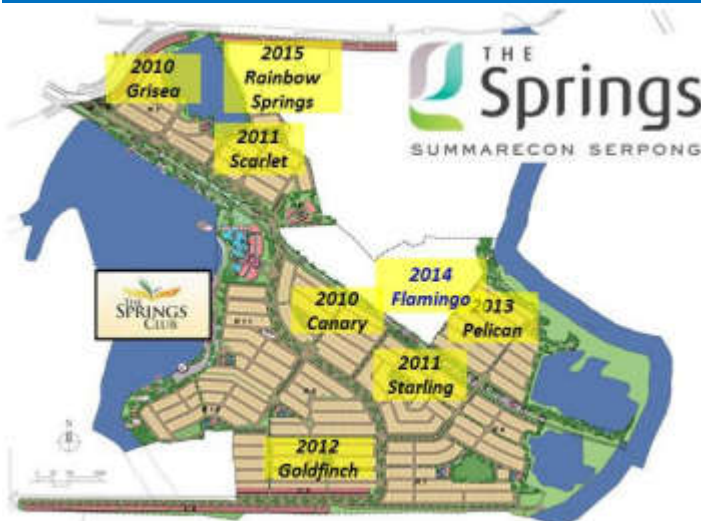 2010
Grisea
2015
Rainbow
Springs
THE
Springs
SUMMARECON SERPONG
2011
Scarlet
2014
Flamingo
2010
Canary
2013
Pelican
THE
SPRINGS
CLUB
2011
Starling
2012
Goldfinch